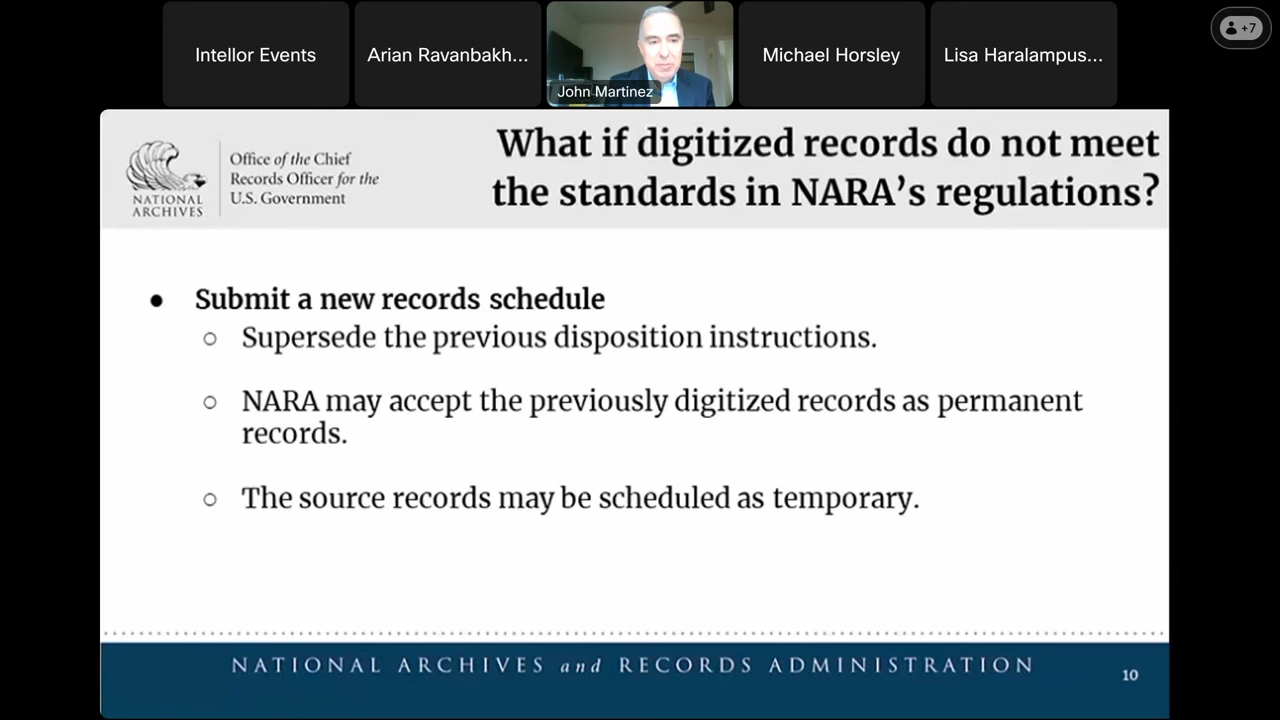 Intellor Events
Arian Ravanbakh...
John Martinez
Michael Horsley
Lisa Haralampus...
+7
NATIONAL
ARCHIVES
Office of the Chief
Records Officer for the
U.S. Government
What if digitized records do not meet
the standards in NARA's regulations?
● Submit a new records schedule
○ Supersede the previous disposition instructions.
○ NARA may accept the previously digitized records as permanent
records.
○ The source records may be scheduled as temporary.
NATIONAL ARCHIVES and RECORDS ADMINISTRATION
10